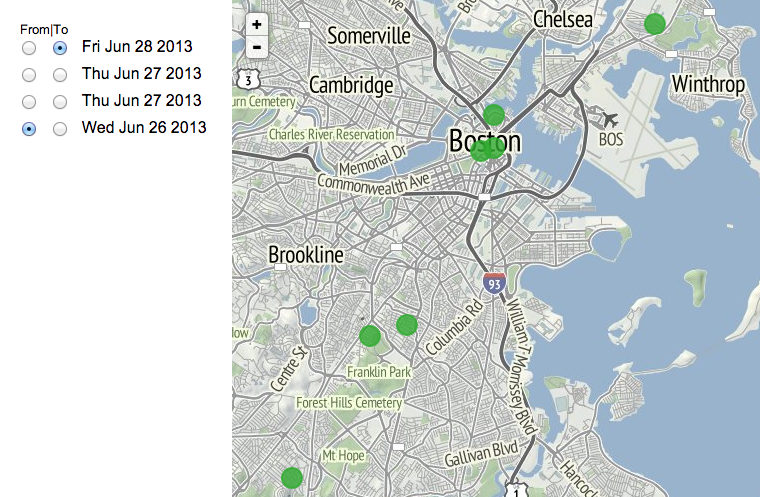 From|To
Fri Jun 28 2013
Thu Jun 27 2013
Thu Jun 27 2013
Wed Jun 26 2013
+
-
Chelsea
Somerville
3
Cambridge
Winthrop
urn Cemetery
Charles River Reservation
Boston
BOS
Memorial Dr
Commonwealth Ave
Brookline
93
Columbia Rd
William T Morrissey Blvd
low
Centre St
Franklin Park
Forest Hills Cemetery
Mt Hope
Gallivan Blvd
Hancoc
1